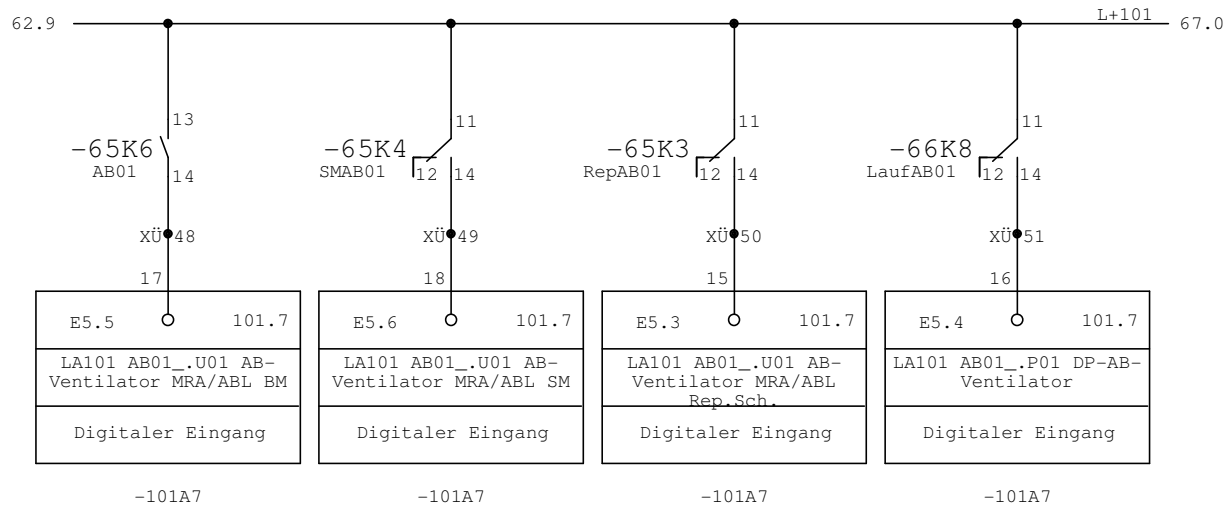 L+101
62.9 67.0
13 11 11 11
-65K6 -65K4 -65K3 -66K8
AB01 14 SMAB01 12 14 RepAB01 12 14 LaufAB01 12 14
XÜ 48 XÜ 49 XÜ 50 XÜ 51
17 18 15 16
E5.5 101.7 E5.6 101.7 E5.3 101.7 E5.4 101.7
LA101 AB01_.U01 AB-
Ventilator MRA/ABL BM
LA101 AB01_.U01 AB-
Ventilator MRA/ABL SM
LA101 AB01_.U01 AB-
Ventilator MRA/ABL
Rep.Sch.
LA101 AB01_.P01 DP-AB-
Ventilator
Digitaler Eingang Digitaler Eingang Digitaler Eingang Digitaler Eingang
-101A7 -101A7 -101A7 -101A7